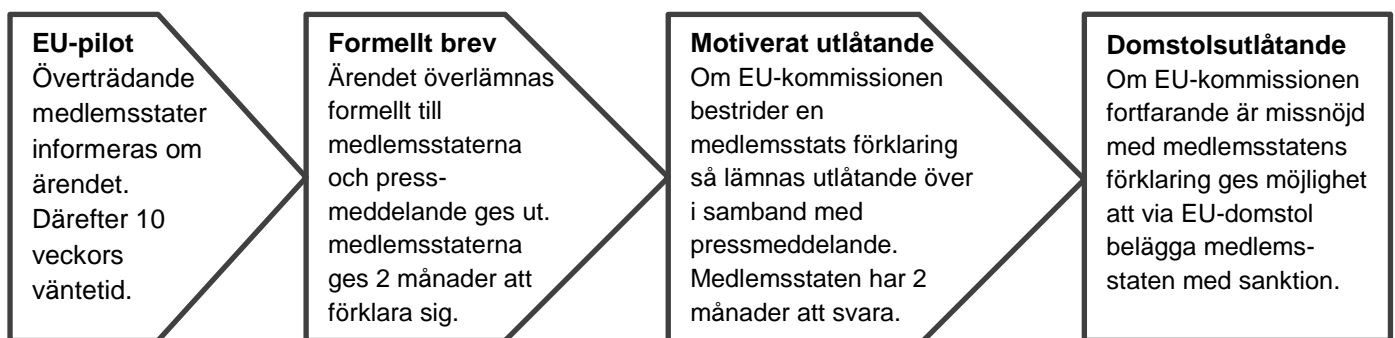 EU-pilot
Överträdande
medlemsstater
informeras om
ärendet.
Därefter 10
veckors
väntetid.
Formellt brev
Ärendet överlämnas
formellt till
medlemsstaterna
och press-
meddelande ges ut.
medlemsstaterna
ges 2 månader att
förklara sig.
Motiverat utlåtande
Om EU-kommissionen
bestrider en
medlemsstats förklaring
så lämnas utlåtande över
i samband med
pressmeddelande.
Medlemsstaten har 2
månader att svara.
Domstolsutlåtande
Om EU-kommissionen
fortfarande är missnöjd
med medlemsstatens
förklaring ges möjlighet
att via EU-domstol
belägga medlems-
staten med sanktion.